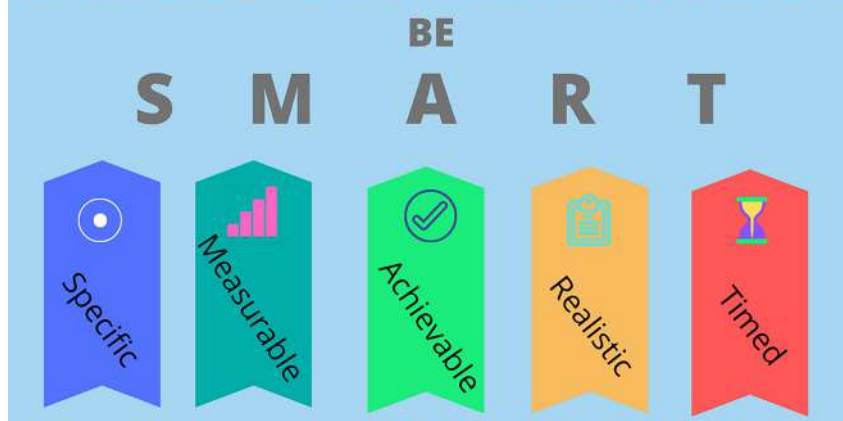 BE
S M A R T
Specific
Measurable
Achievable
Realistic
Timed